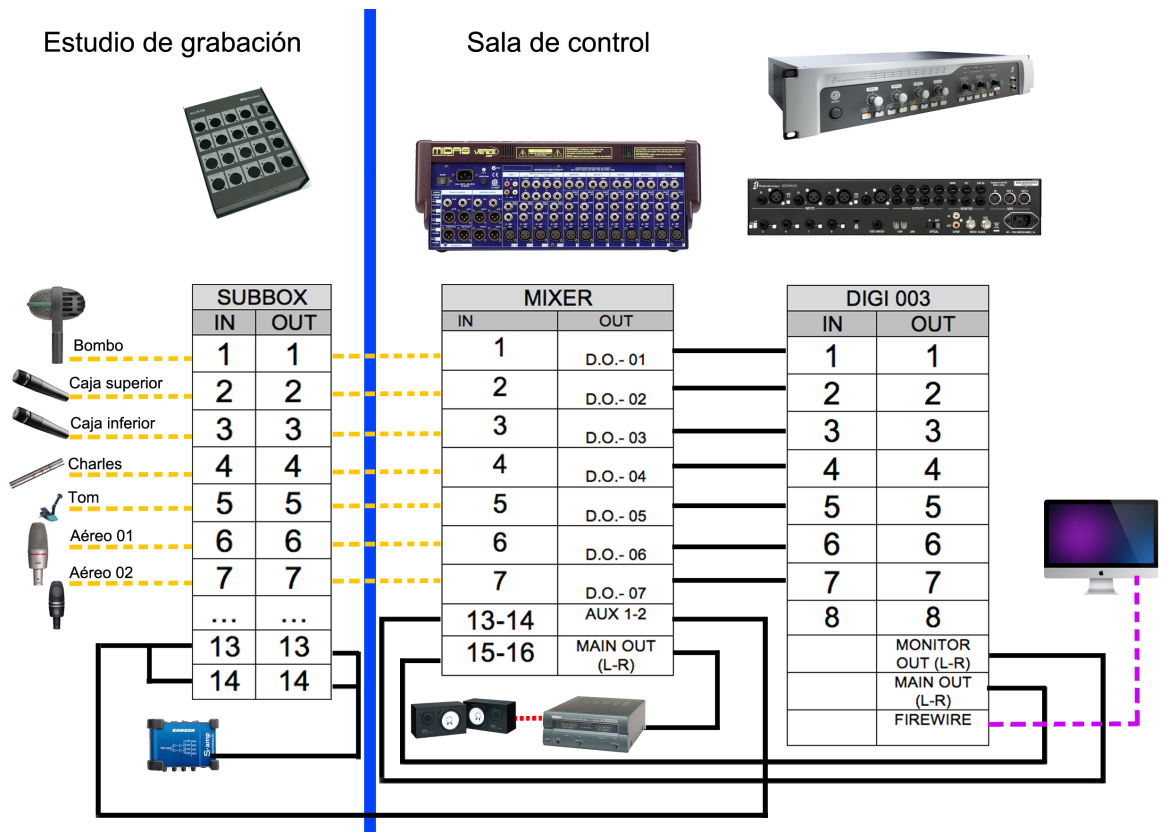 Estudio de grabación
Sala de control
MIDAS VENICE
SUBBOX
IN OUT
1 1
2 2
3 3
4 4
5 5
6 6
7 7
... ...
13 13
14 14
Bombo
Caja superior
Caja inferior
Charles
Tom
Aéreo 01
Aéreo 02
SAMSON
S-amp
MIXER
IN OUT
1 D.O.- 01
2 D.O.- 02
3 D.O.- 03
4 D.O.- 04
5 D.O.- 05
6 D.O.- 06
7 D.O.- 07
13-14 AUX 1-2
15-16 MAIN OUT
(L-R)
DIGI 003
IN OUT
1 1
2 2
3 3
4 4
5 5
6 6
7 7
8 8
MONITOR
OUT (L-R)
MAIN OUT
(L-R)
FIREWIRE